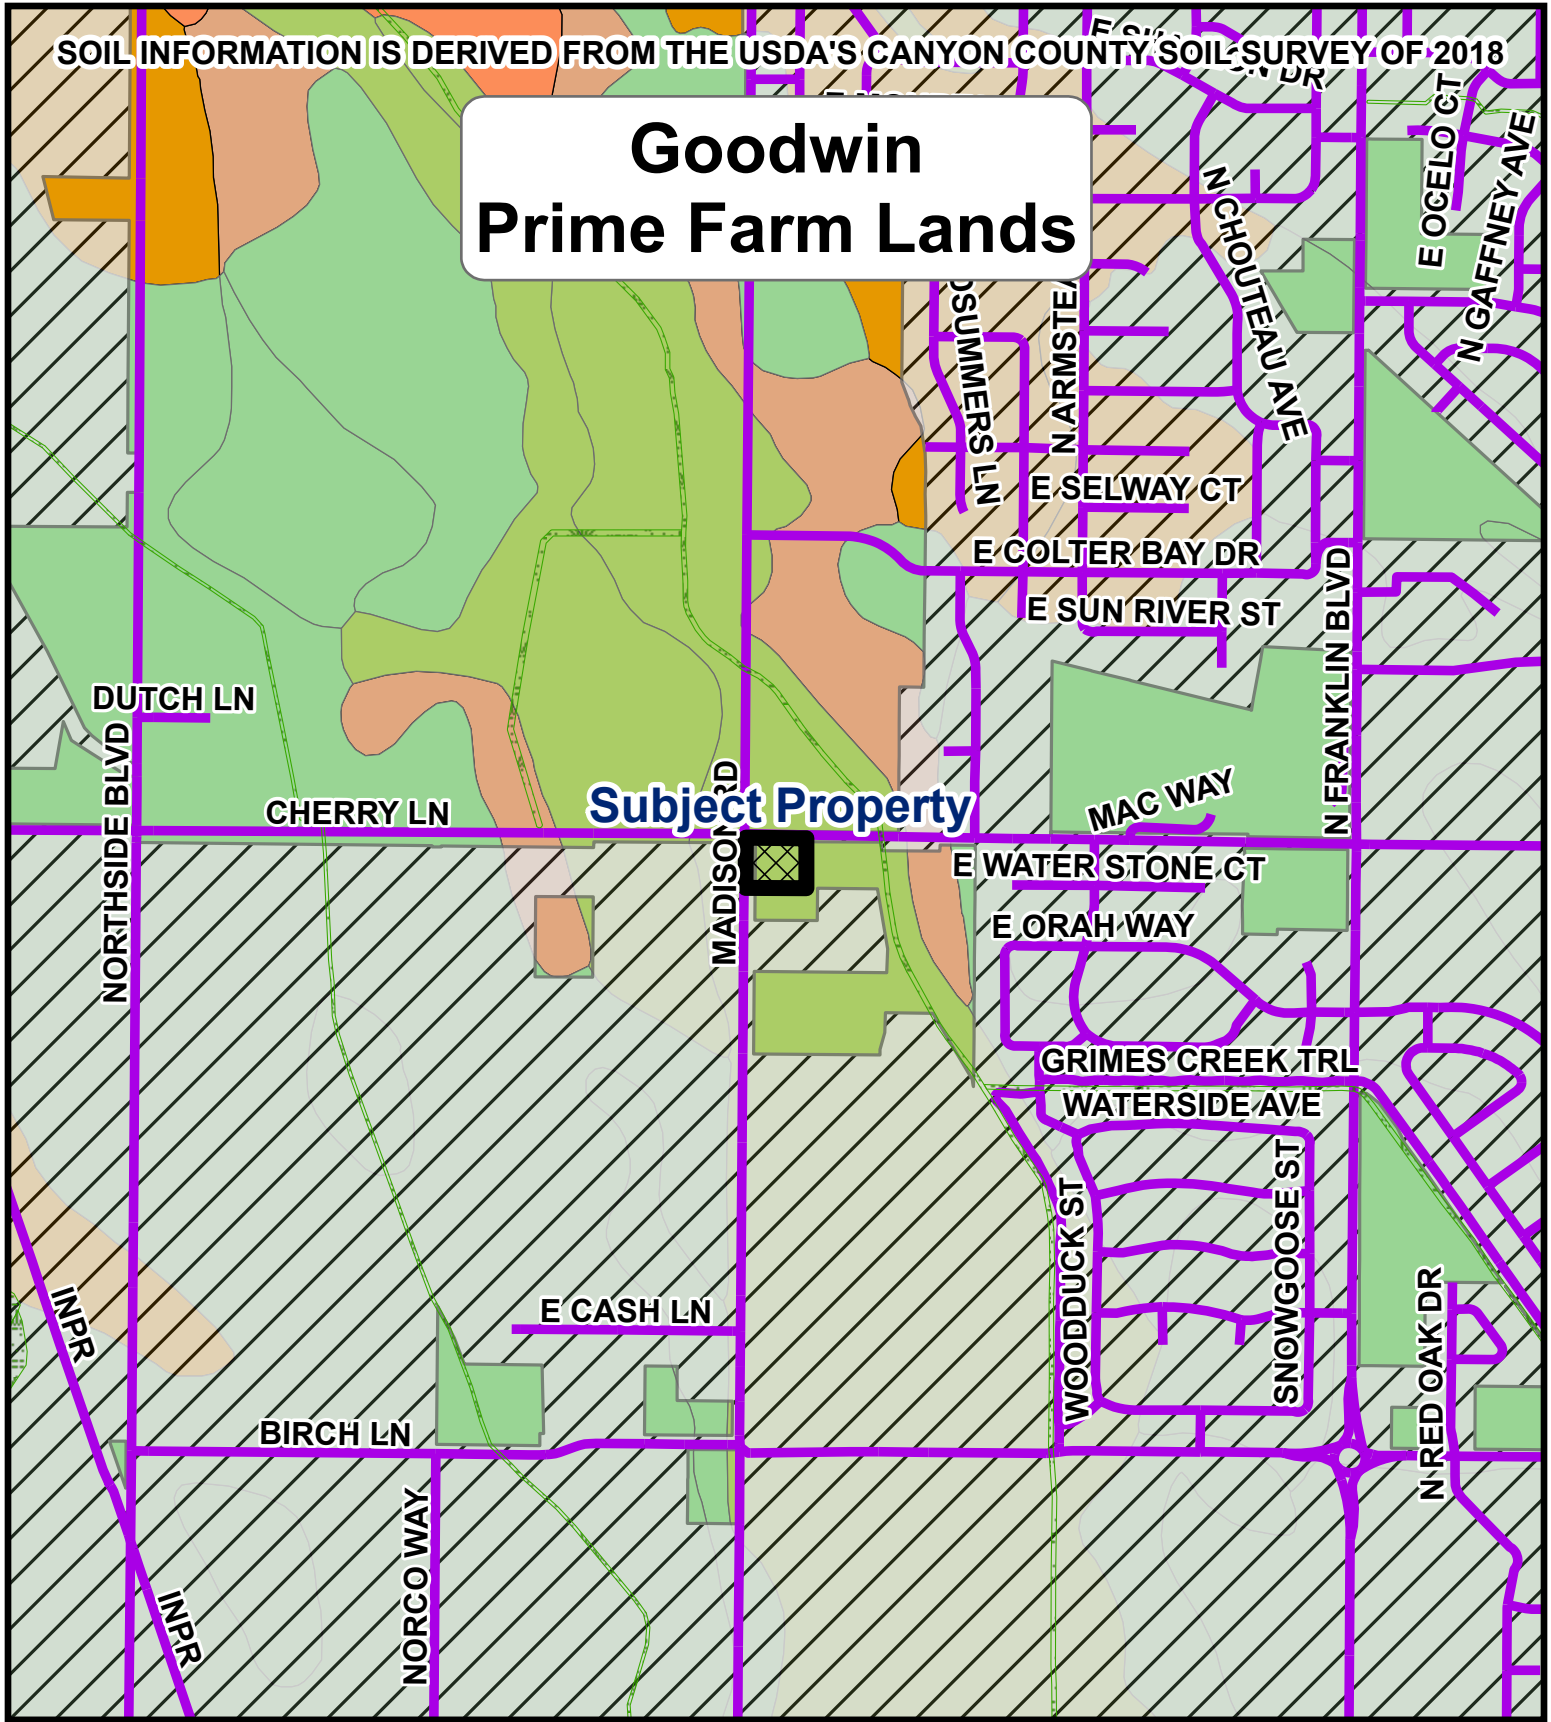 SOIL INFORMATION IS DERIVED FROM THE USDA'S CANYON COUNTY SOIL SURVEY OF 2018
Goodwin
Prime Farm Lands
E OCELO CT
N GAFFNEY AVE
N CHOUTEAU AVE
E SELWAY CT
E COLTER BAY DR
E SUN RIVER ST
N FRANKLIN BLVD
DUTCH LN
NORTHSIDE BLVD
CHERRY LN
Subject Property
MADISON RD
MAC WAY
E WATER STONE CT
E ORAH WAY
GRIMES CREEK TRL
WATERSIDE AVE
WOODDUCK ST
SNOWGOOSE ST
INPR
E CASH LN
N RED OAK DR
BIRCH LN
NORCO WAY
INPR